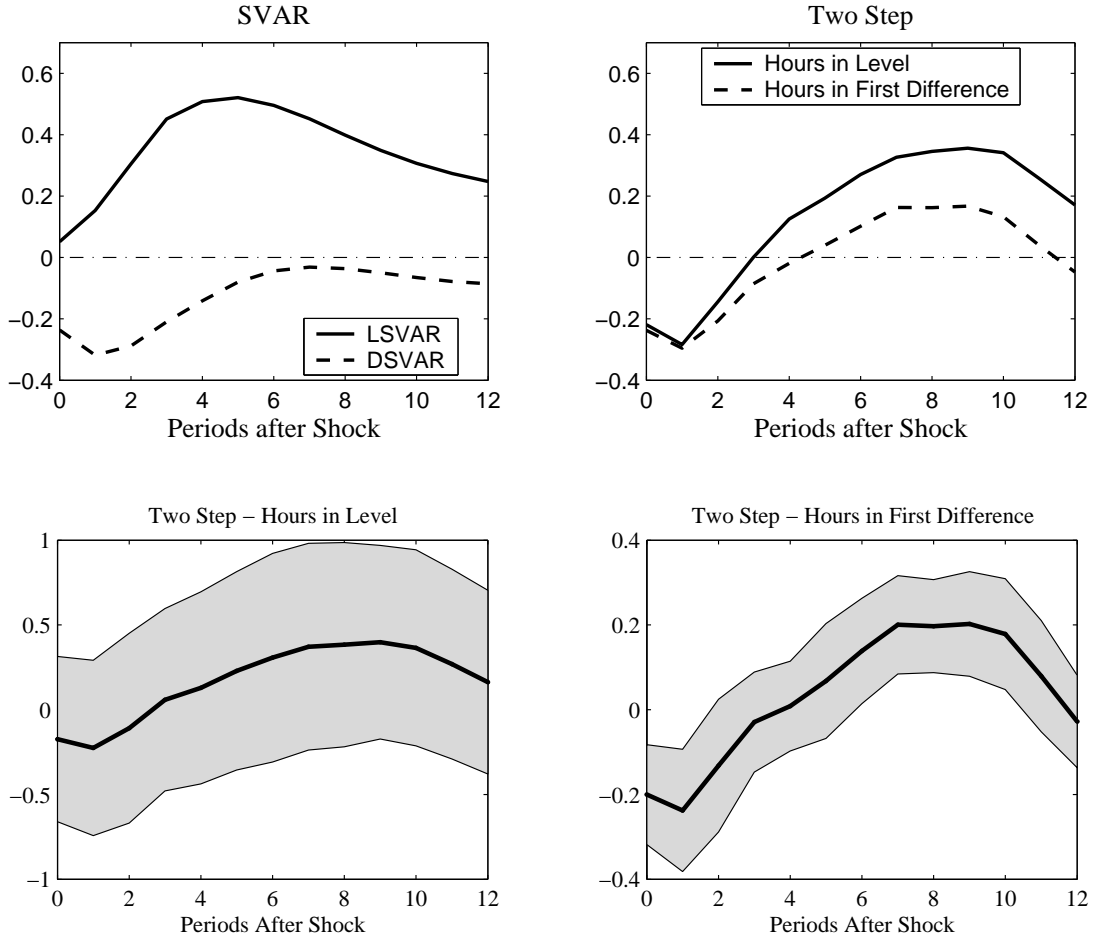 SVAR
0.6
0.4
0.2
0
−0.2
−0.4
LSVAR
DSVAR
0 2 4 6 8 10 12
Periods after Shock
Two Step
0.6
0.4
0.2
0
−0.2
−0.4
Hours in Level
Hours in First Difference
0 2 4 6 8 10 12
Periods after Shock
Two Step − Hours in Level
1
0.5
0
−0.5
−1
0 2 4 6 8 10 12
Periods After Shock
Two Step − Hours in First Difference
0.4
0.2
0
−0.2
−0.4
0 2 4 6 8 10 12
Periods After Shock